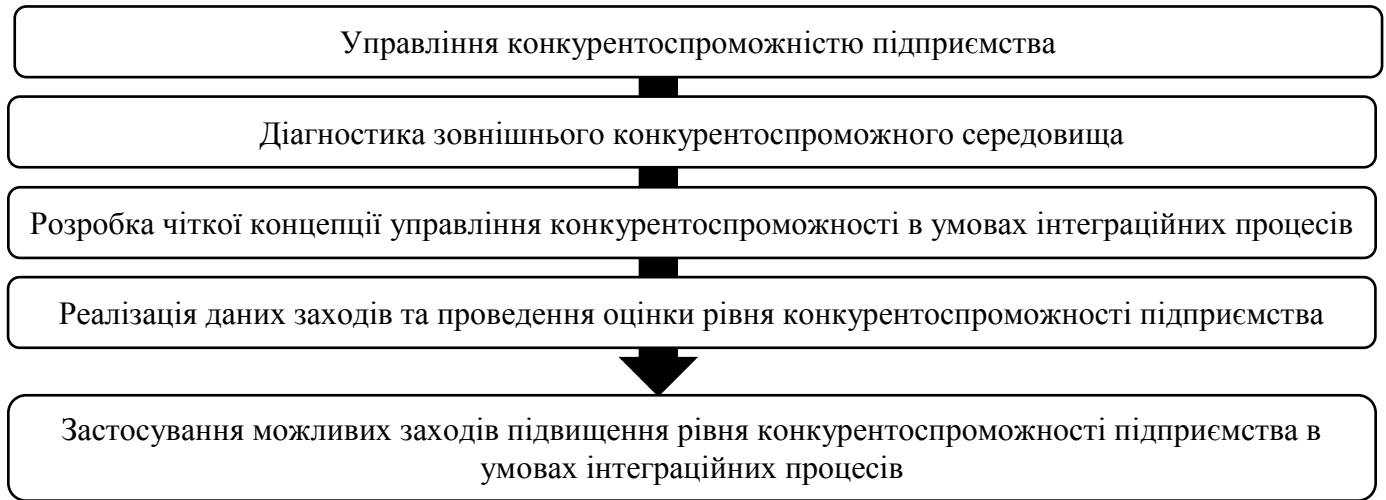 Управління конкурентоспроможністю підприємства
Діагностика зовнішнього конкурентоспроможного середовища
Розробка чіткої концепції управління конкурентоспроможності в умовах інтеграційних процесів
Реалізація даних заходів та проведення оцінки рівня конкурентоспроможності підприємства
Застосування можливих заходів підвищення рівня конкурентоспроможності підприємства в
умовах інтеграційних процесів